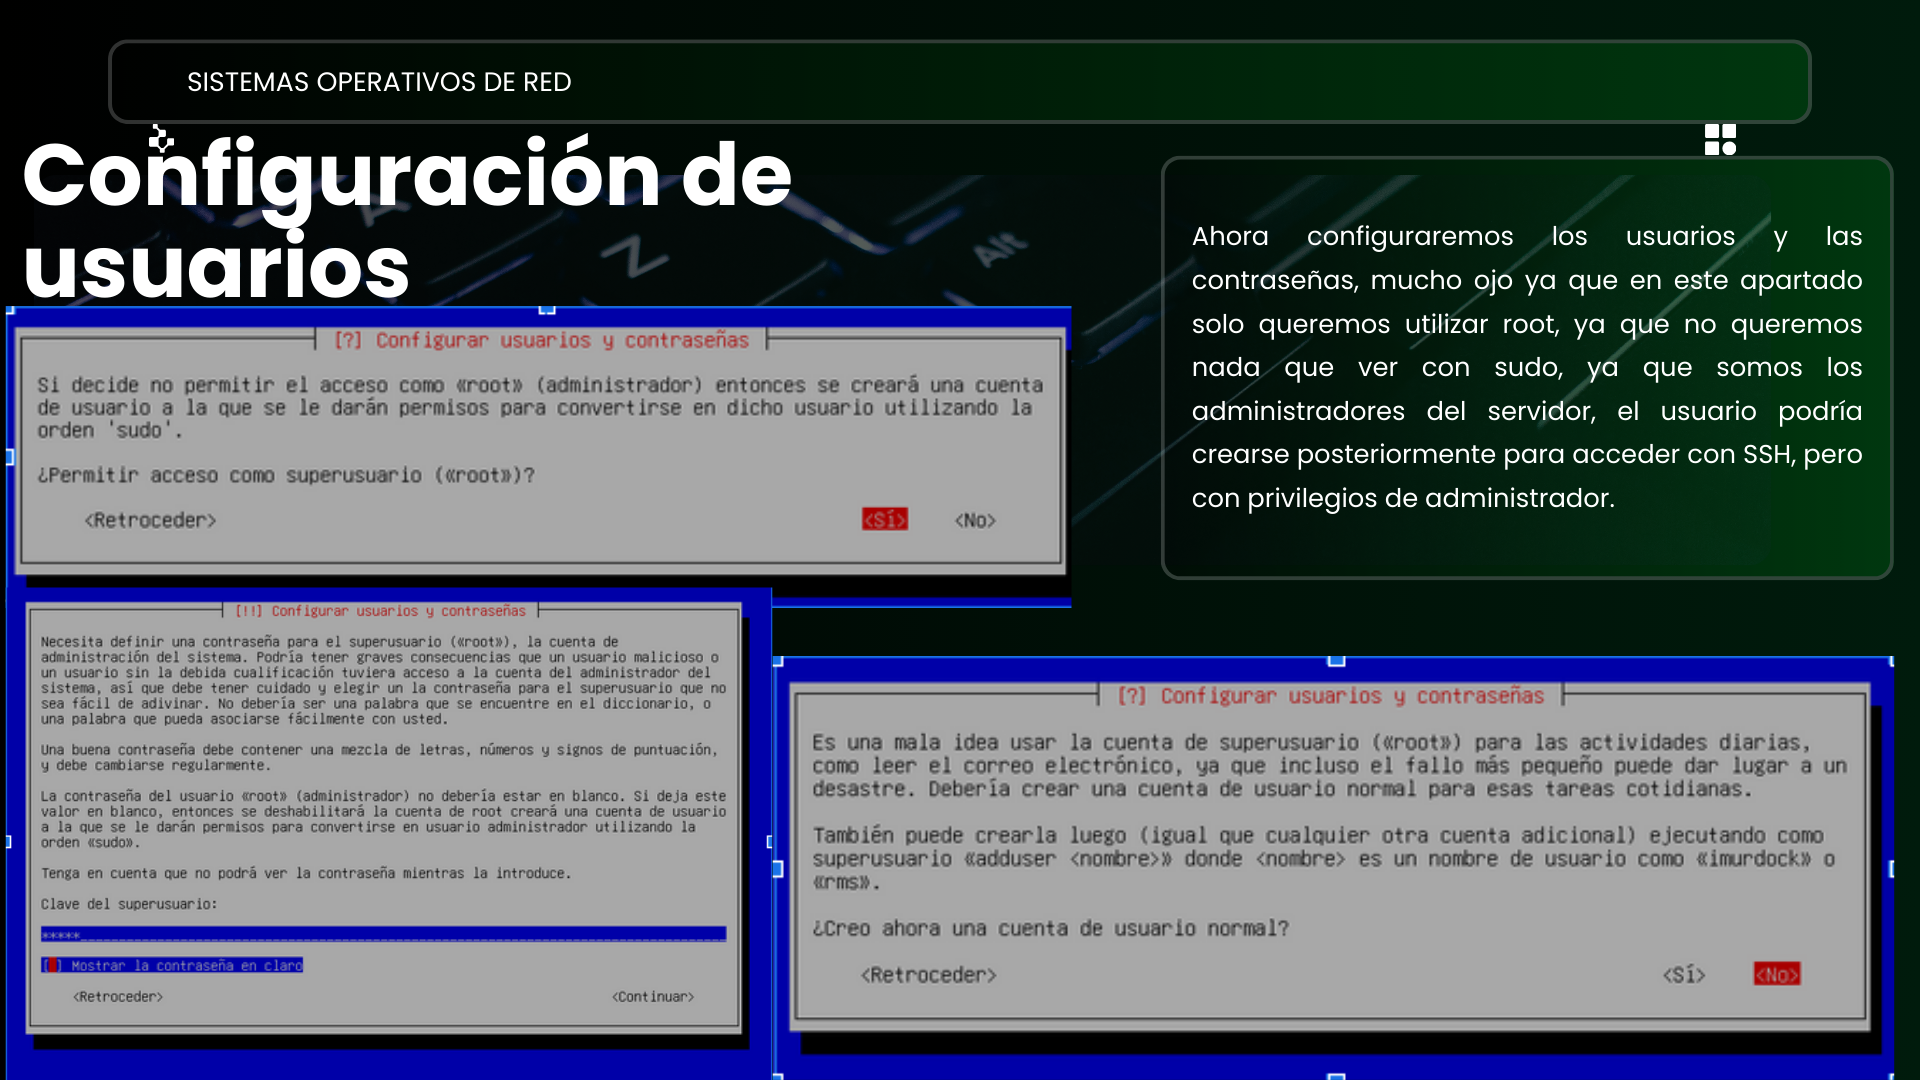 SISTEMAS OPERATIVOS DE RED
Configuración de
usuarios
Ahora configuraremos los usuarios y las
contraseñas, mucho ojo ya que en este apartado
solo queremos utilizar root, ya que no queremos
nada que ver con sudo, ya que somos los
administradores del servidor, el usuario podría
crearse posteriormente para acceder con SSH, pero
con privilegios de administrador.
[?] Configurar usuarios y contraseñas
Si decide no permitir el acceso como «root» (administrador) entonces se creará una cuenta
de usuario a la que se le darán permisos para convertirse en dicho usuario utilizando la
orden 'sudo'.
¿Permitir acceso como superusuario («root»)?
<Retroceder> <Sí> <No>
[!!] Configurar usuarios y contraseñas
Necesita definir una contraseña para el superusuario («root»), la cuenta de
administración del sistema. Podría tener graves consecuencias que un usuario malicioso o
un usuario sin la debida cualificación tuviera acceso a la cuenta del administrador del
sistema, así que debe tener cuidado y elegir un la contraseña para el superusuario que no
sea fácil de adivinar. No debería ser una palabra que se encuentre en el diccionario, o
una palabra que pueda asociarse fácilmente con usted.
Una buena contraseña debe contener una mezcla de letras, números y signos de puntuación,
y debe cambiarse regularmente.
La contraseña del usuario «root» (administrador) no debería estar en blanco. Si deja este
valor en blanco, entonces se deshabilitará la cuenta de root creará una cuenta de usuario
a la que se le darán permisos para convertirse en usuario administrador utilizando la
orden «sudo».
Tenga en cuenta que no podrá ver la contraseña mientras la introduce.
Clave del superusuario:
*****
[ ] Mostrar la contraseña en claro
<Retroceder> <Continuar>
[?] Configurar usuarios y contraseñas
Es una mala idea usar la cuenta de superusuario («root») para las actividades diarias,
como leer el correo electrónico, ya que incluso el fallo más pequeño puede dar lugar a un
desastre. Debería crear una cuenta de usuario normal para esas tareas cotidianas.
También puede crearla luego (igual que cualquier otra cuenta adicional) ejecutando como
superusuario «adduser <nombre>» donde <nombre> es un nombre de usuario como «imurdock» o
«rms».
¿Creo ahora una cuenta de usuario normal?
<Retroceder> <Sí> <No>
A
Z
Alt